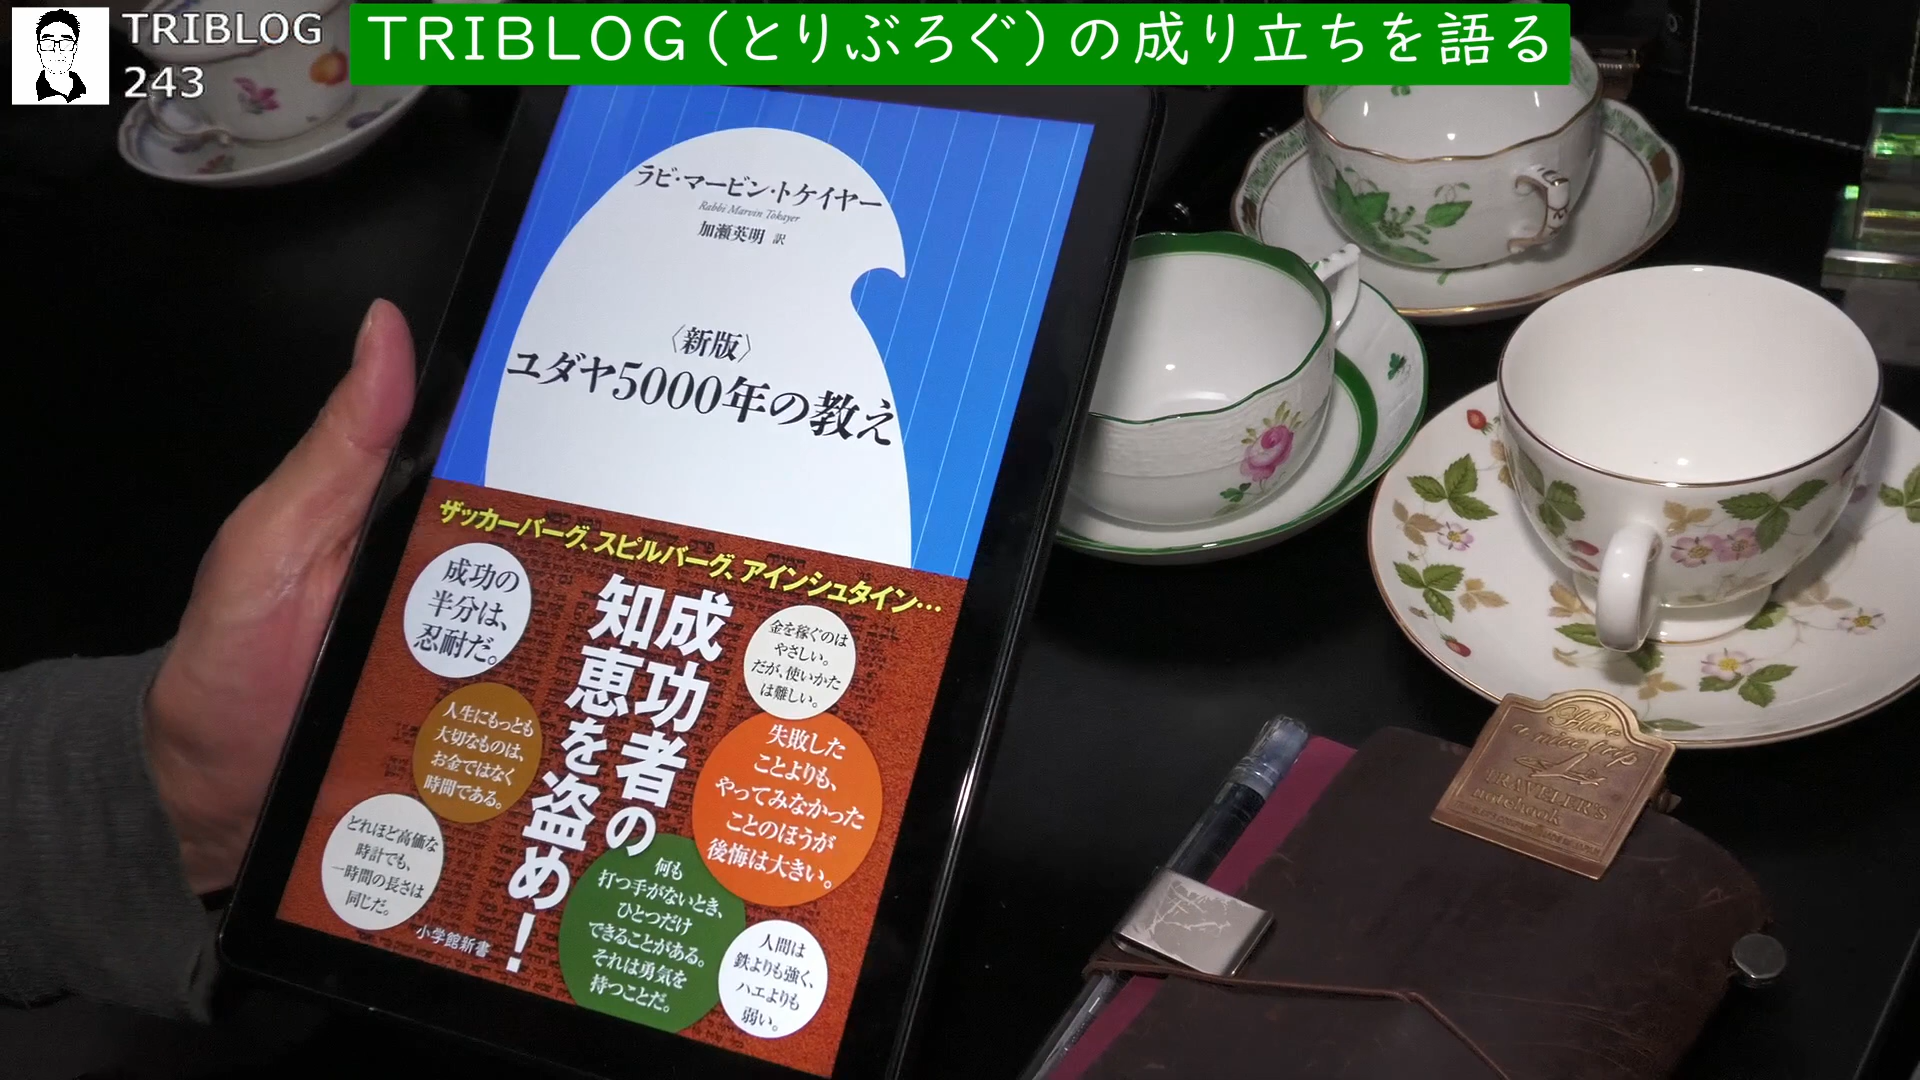 TRIBLOG
243
TRIBLOG（とりぶろぐ）の成り立ちを語る
ラビ・マービン・トケイヤー
Rabbi Marvin Tokayer
加瀬英明 訳
〈新版〉
ユダヤ5000年の教え
ザッカーバーグ、スピルバーグ、アインシュタイン…
成功者の
知恵を盗め！
成功の
半分は、
忍耐だ。
金を稼ぐのは
やさしい。
だが、使いかた
は難しい。
人生にもっとも
大切なものは、
お金ではなく
時間である。
失敗した
ことよりも、
やってみなかった
ことのほうが
後悔は大きい。
どれほど高価な
時計でも、
一時間の長さは
同じだ。
何も
打つ手がないとき、
ひとつだけ
できることがある。
それは勇気を
持つことだ。
人間は
鉄よりも強く、
ハエよりも
弱い。
小学館新書
Have
a nice trip
TRAVELER'S
notebook